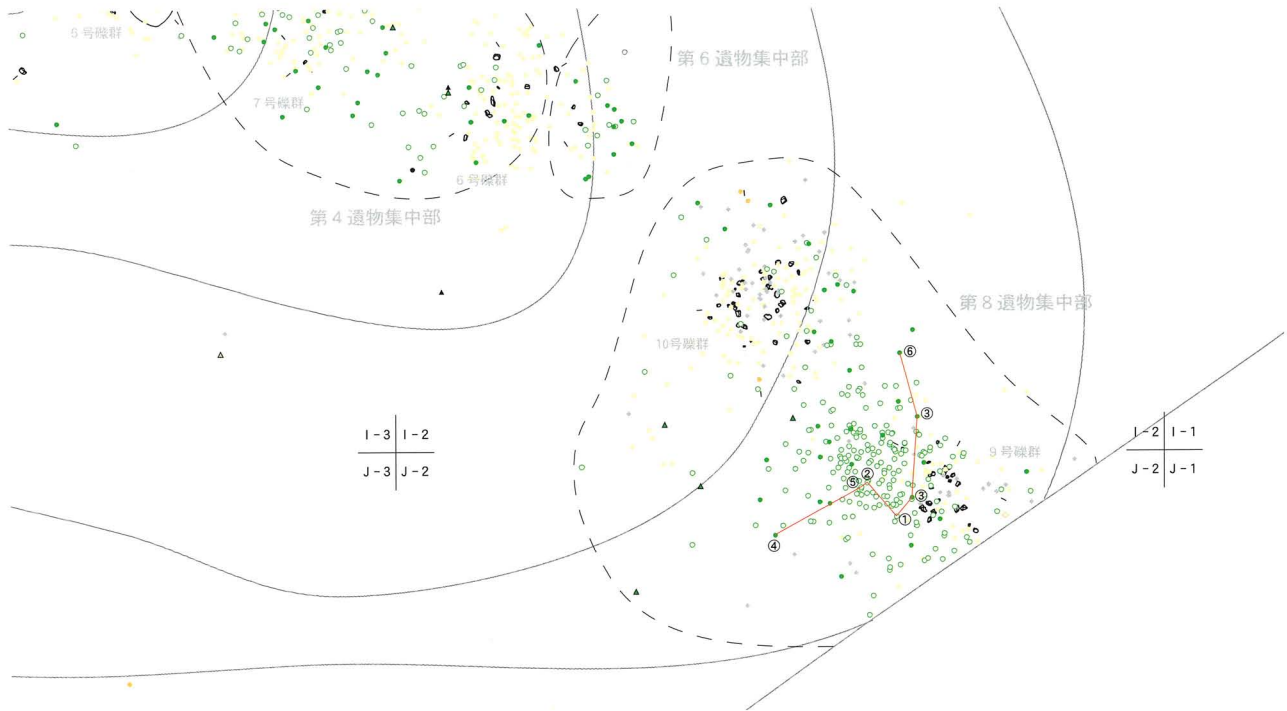 6号礫群
第6遺物集中部
7号礫群
6号礫群
第4遺物集中部
第8遺物集中部
10号礫群
⑥
③
I-3 I-2
J-3 J-2
I-2 I-1
J-2 J-1
9号礫群
②
⑤
③
①
④